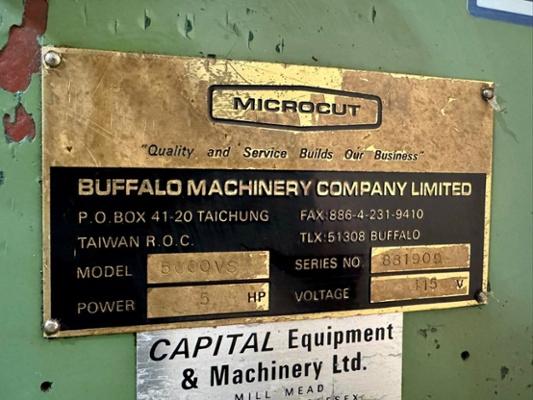 MICROCUT
"Quality and Service Builds Our Business"
BUFFALO MACHINERY COMPANY LIMITED
P.O. BOX 41-20 TAICHUNG FAX:886-4-231-9410
TAIWAN R.O.C. TLX:51308 BUFFALO
MODEL 5000VS SERIES NO 881909
POWER 5 HP VOLTAGE 415 V
CAPITAL Equipment
& Machinery Ltd.
MILL MEAD